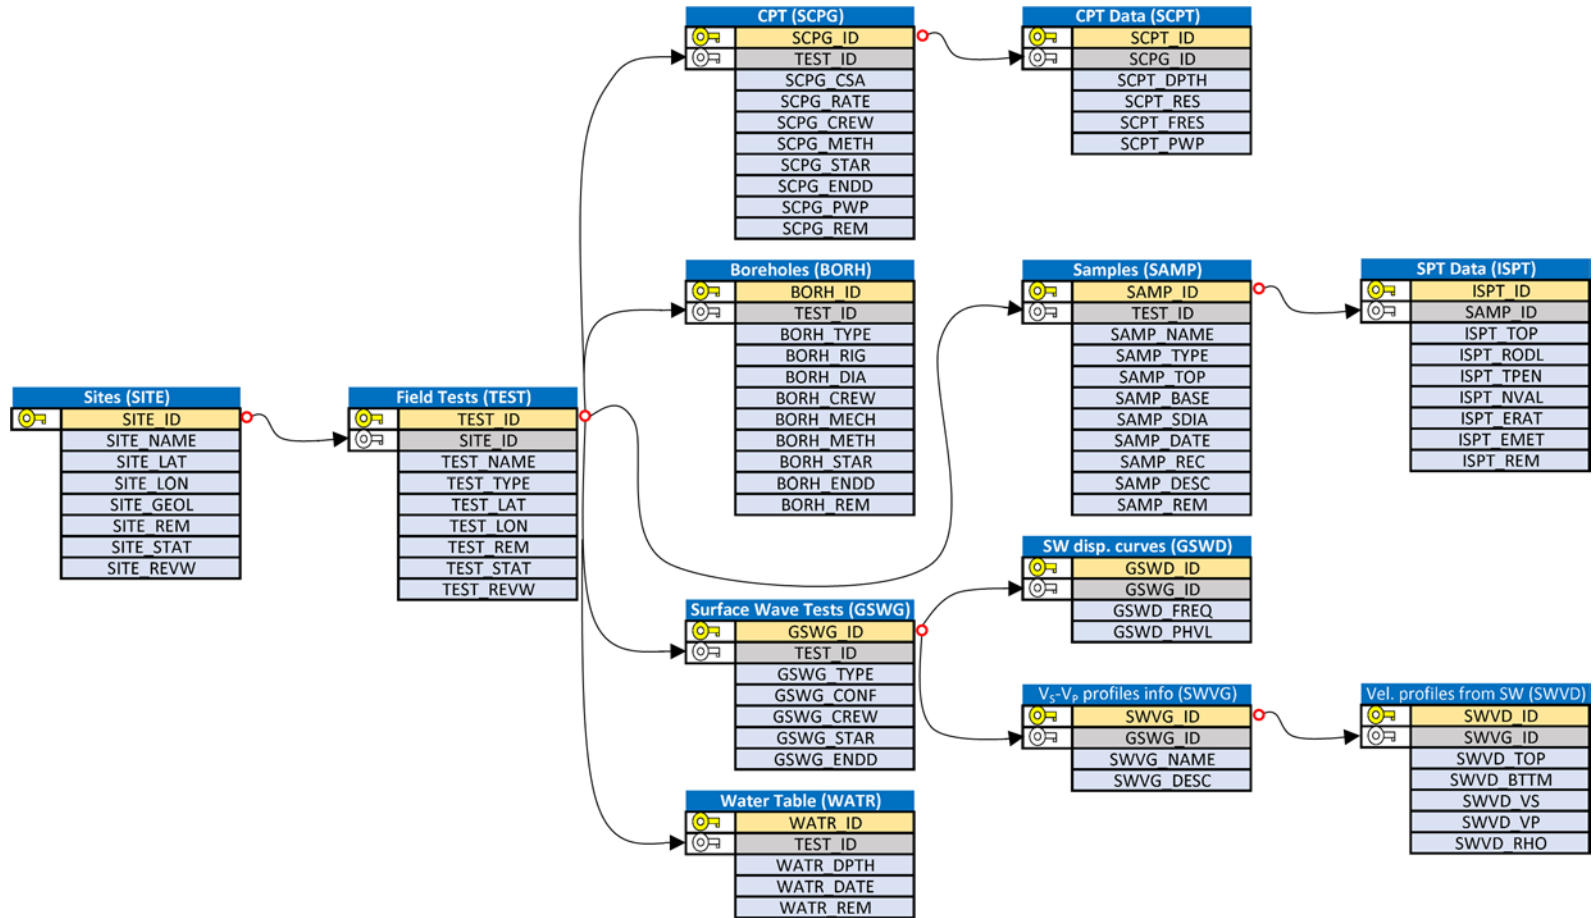 CPT (SCPG)
SCPG_ID
TEST_ID
SCPG_CSA
SCPG_RATE
SCPG_CREW
SCPG_METH
SCPG_STAR
SCPG_ENDD
SCPG_PWP
SCPG_REM
CPT Data (SCPT)
SCPT_ID
SCPG_ID
SCPT_DPTH
SCPT_RES
SCPT_FRES
SCPT_PWP
Boreholes (BORH)
BORH_ID
TEST_ID
BORH_TYPE
BORH_RIG
BORH_DIA
BORH_CREW
BORH_MECH
BORH_METH
BORH_STAR
BORH_ENDD
BORH_REM
Samples (SAMP)
SAMP_ID
TEST_ID
SAMP_NAME
SAMP_TYPE
SAMP_TOP
SAMP_BASE
SAMP_SDIA
SAMP_DATE
SAMP_REC
SAMP_DESC
SAMP_REM
SPT Data (ISPT)
ISPT_ID
SAMP_ID
ISPT_TOP
ISPT_RODL
ISPT_TPEN
ISPT_NVAL
ISPT_ERAT
ISPT_EMET
ISPT_REM
Sites (SITE)
SITE_ID
SITE_NAME
SITE_LAT
SITE_LON
SITE_GEOL
SITE_REM
SITE_STAT
SITE_REVW
Field Tests (TEST)
TEST_ID
SITE_ID
TEST_NAME
TEST_TYPE
TEST_LAT
TEST_LON
TEST_REM
TEST_STAT
TEST_REVW
SW disp. curves (GSWD)
GSWD_ID
GSWG_ID
GSWD_FREQ
GSWD_PHVL
Surface Wave Tests (GSWG)
GSWG_ID
TEST_ID
GSWG_TYPE
GSWG_CONF
GSWG_CREW
GSWG_STAR
GSWG_ENDD
VS-VP profiles info (SWVG)
SWVG_ID
GSWG_ID
SWVG_NAME
SWVG_DESC
Vel. profiles from SW (SWVD)
SWVD_ID
SWVG_ID
SWVD_TOP
SWVD_BTTM
SWVD_VS
SWVD_VP
SWVD_RHO
Water Table (WATR)
WATR_ID
TEST_ID
WATR_DPTH
WATR_DATE
WATR_REM